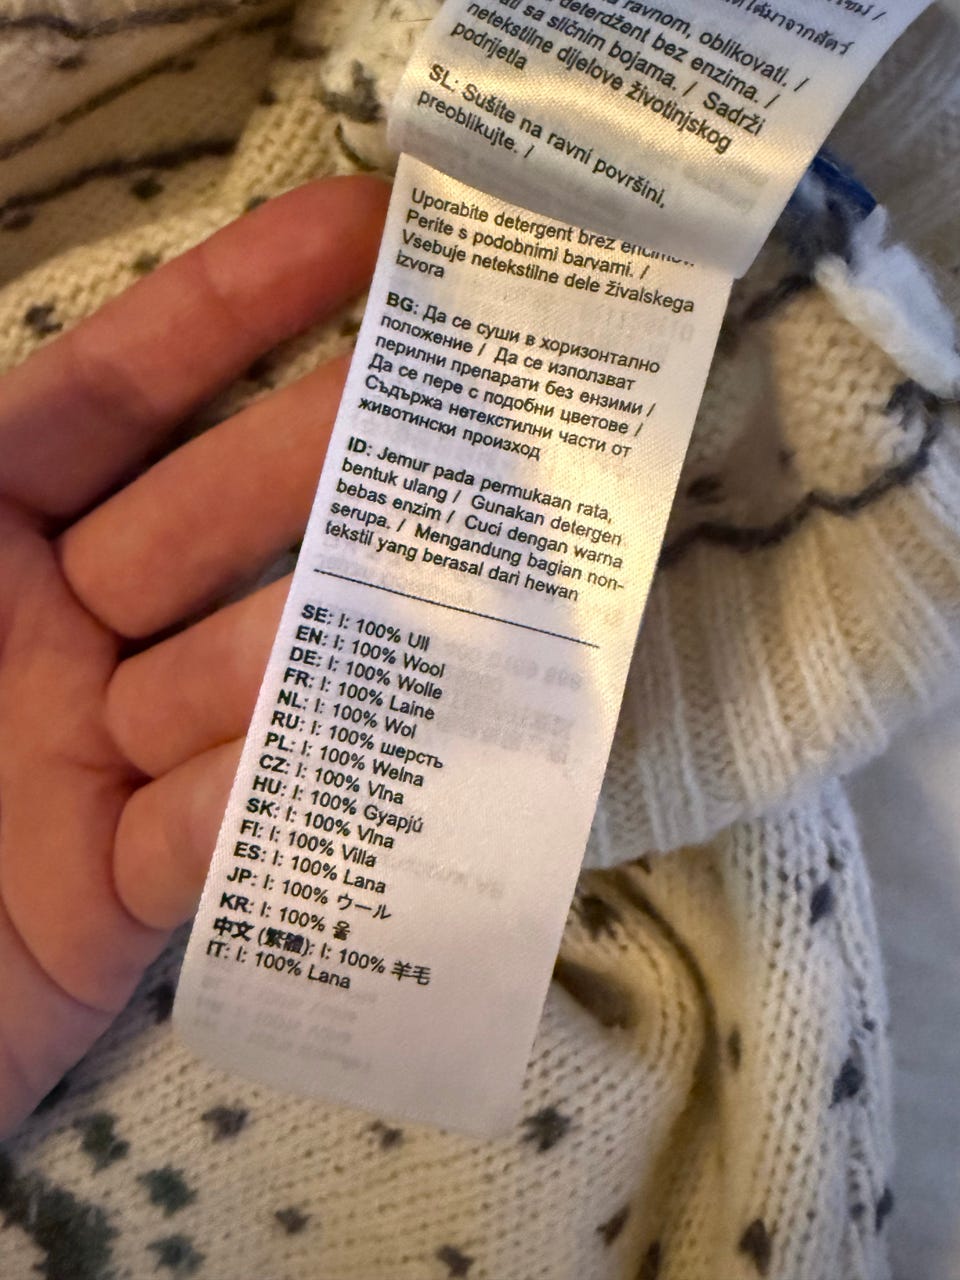 ravnom, oblikovati. /
deterdžent bez enzima. /
sa sličnim bojama. / Sadrži
netekstilne dijelove životinjskog
podrijetla
SL: Sušite na ravni površini,
preoblikujte. /
Uporabite detergent brez encimov.
Perite s podobnimi barvami. /
Vsebuje netekstilne dele živalskega
izvora
BG: Да се суши в хоризонтално
положение / Да се използват
перилни препарати без ензими /
Да се пере с подобни цветове /
Съдържа нетекстилни части от
животински произход
ID: Jemur pada permukaan rata,
bentuk ulang / Gunakan detergen
bebas enzim / Cuci dengan warna
serupa. / Mengandung bagian non-
tekstil yang berasal dari hewan
SE: I: 100% Ull
EN: I: 100% Wool
DE: I: 100% Wolle
FR: I: 100% Laine
NL: I: 100% Wol
RU: I: 100% шерсть
PL: I: 100% Wełna
CZ: I: 100% Vlna
HU: I: 100% Gyapjú
SK: I: 100% Vlna
FI: I: 100% Villa
ES: I: 100% Lana
JP: I: 100% ウール
KR: I: 100% 울
中文 (繁體): I: 100% 羊毛
IT: I: 100% Lana